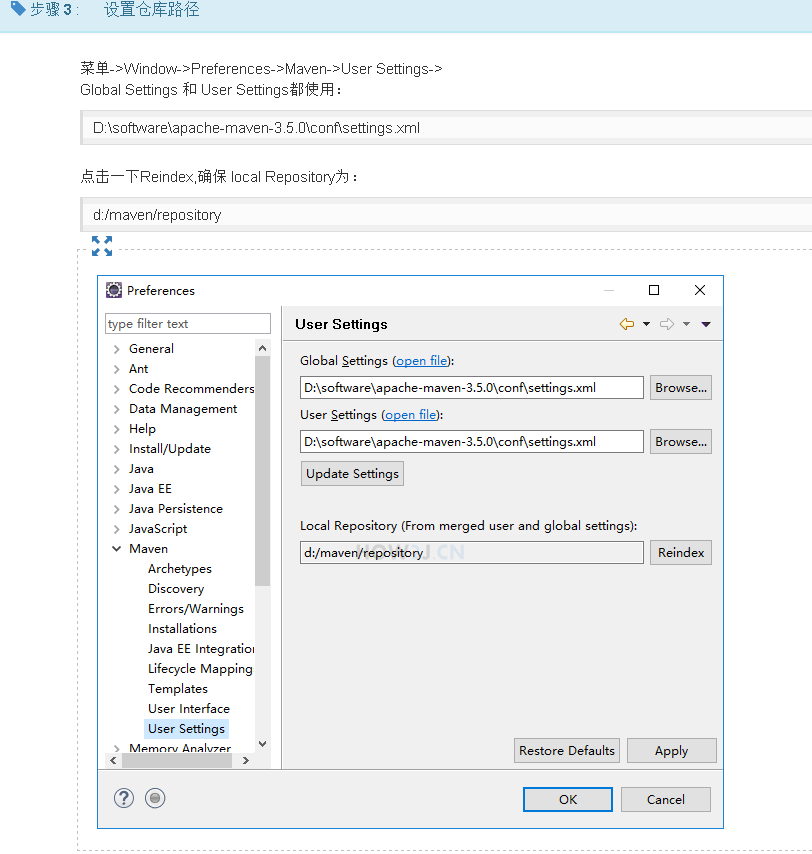 步骤 3 : 设置仓库路径
菜单->Window->Preferences->Maven->User Settings->
Global Settings 和 User Settings都使用：
D:\software\apache-maven-3.5.0\conf\settings.xml
点击一下Reindex,确保 local Repository为：
d:/maven/repository
Preferences
type filter text
General
Ant
Code Recommenders
Data Management
Help
Install/Update
Java
Java EE
Java Persistence
JavaScript
Maven
Archetypes
Discovery
Errors/Warnings
Installations
Java EE Integration
Lifecycle Mapping
Templates
User Interface
User Settings
Memory Analyzer
User Settings
Global Settings (open file):
D:\software\apache-maven-3.5.0\conf\settings.xml Browse...
User Settings (open file):
D:\software\apache-maven-3.5.0\conf\settings.xml Browse...
Update Settings
Local Repository (From merged user and global settings):
d:/maven/repository Reindex
HOW2J.CN
Restore Defaults Apply
OK Cancel